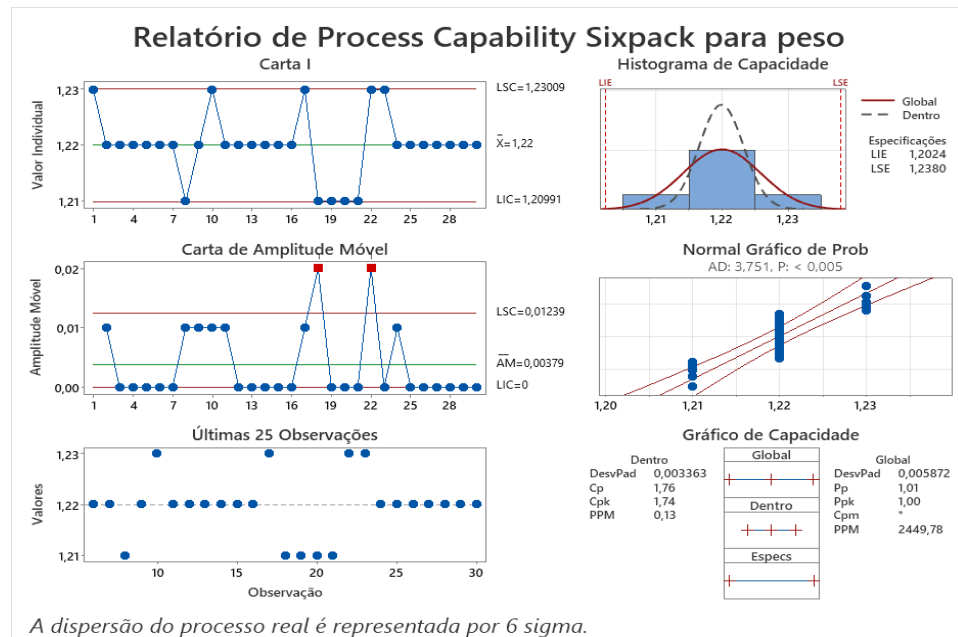 Relatório de Process Capability Sixpack para peso
Carta I
Valor Individual
1,23
1,22
1,21
1 4 7 10 13 16 19 22 25 28
LSC=1,23009
X=1,22
LIC=1,20991
Histograma de Capacidade
LIE
LSE
1,21 1,22 1,23
Global
Dentro
Especificações
LIE 1,2024
LSE 1,2380
Carta de Amplitude Móvel
Amplitude Móvel
0,02
0,01
0,00
1 4 7 10 13 16 19 22 25 28
LSC=0,01239
AM=0,00379
LIC=0
Normal Gráfico de Prob
AD: 3,751, P: < 0,005
1,20 1,21 1,22 1,23
Últimas 25 Observações
Valores
1,23
1,22
1,21
10 15 20 25 30
Observação
Gráfico de Capacidade
Dentro
DesvPad 0,003363
Cp 1,76
Cpk 1,74
PPM 0,13
Global
Dentro
Especs
Global
DesvPad 0,005872
Pp 1,01
Ppk 1,00
Cpm *
PPM 2449,78
A dispersão do processo real é representada por 6 sigma.